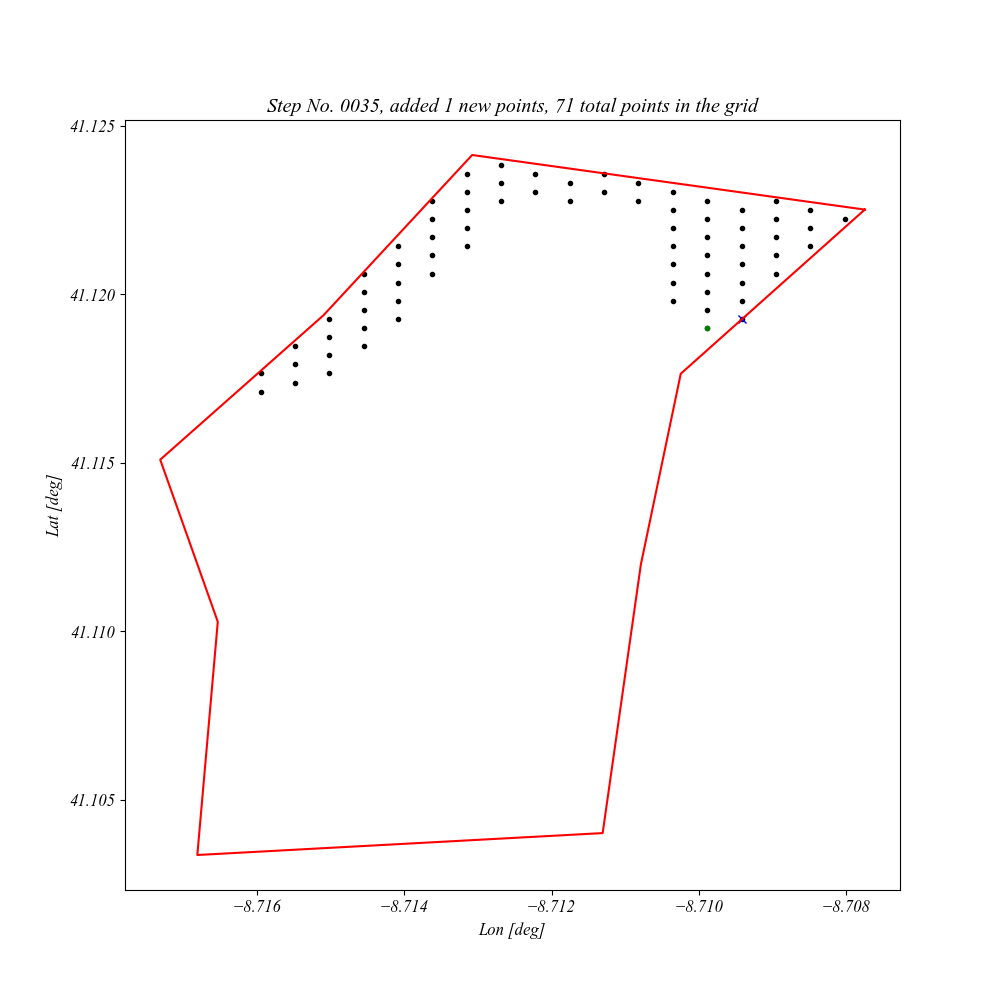 Step No. 0035, added 1 new points, 71 total points in the grid
41.125
41.120
41.115
41.110
41.105
Lat [deg]
−8.716 −8.714 −8.712 −8.710 −8.708
Lon [deg]